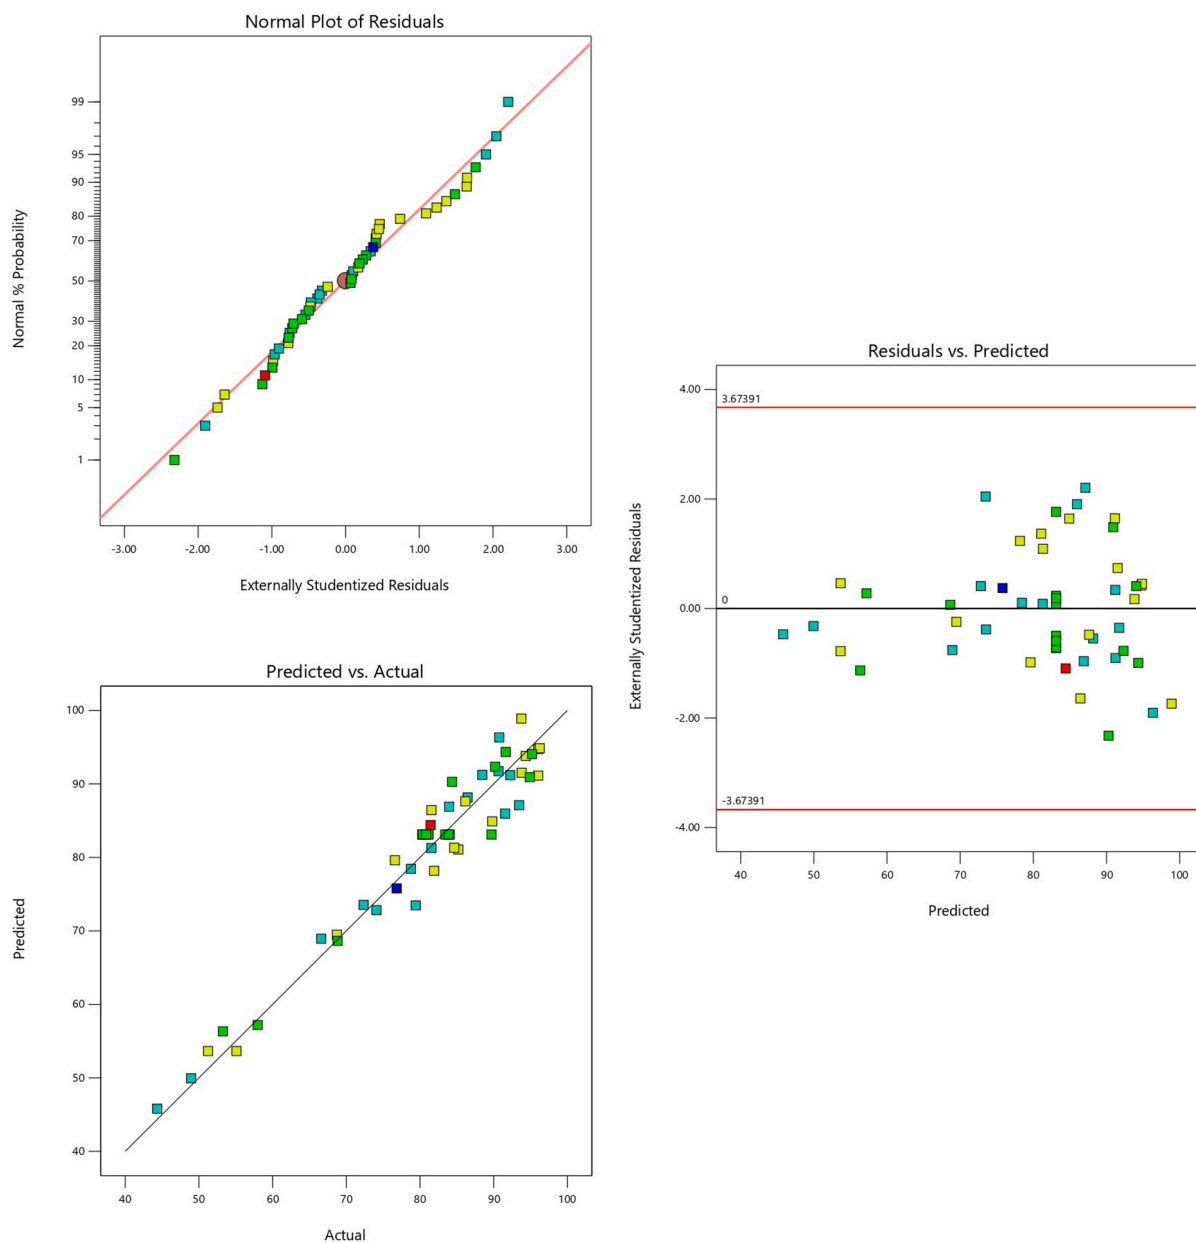 Normal Plot of Residuals
Normal % Probability
99
95
90
80
70
50
30
20
10
5
1
-3.00 -2.00 -1.00 0.00 1.00 2.00 3.00
Externally Studentized Residuals
Predicted vs. Actual
Predicted
100
90
80
70
60
50
40
40 50 60 70 80 90 100
Actual
Residuals vs. Predicted
Externally Studentized Residuals
4.00
3.67391
2.00
0
0.00
-2.00
-3.67391
-4.00
40 50 60 70 80 90 100
Predicted